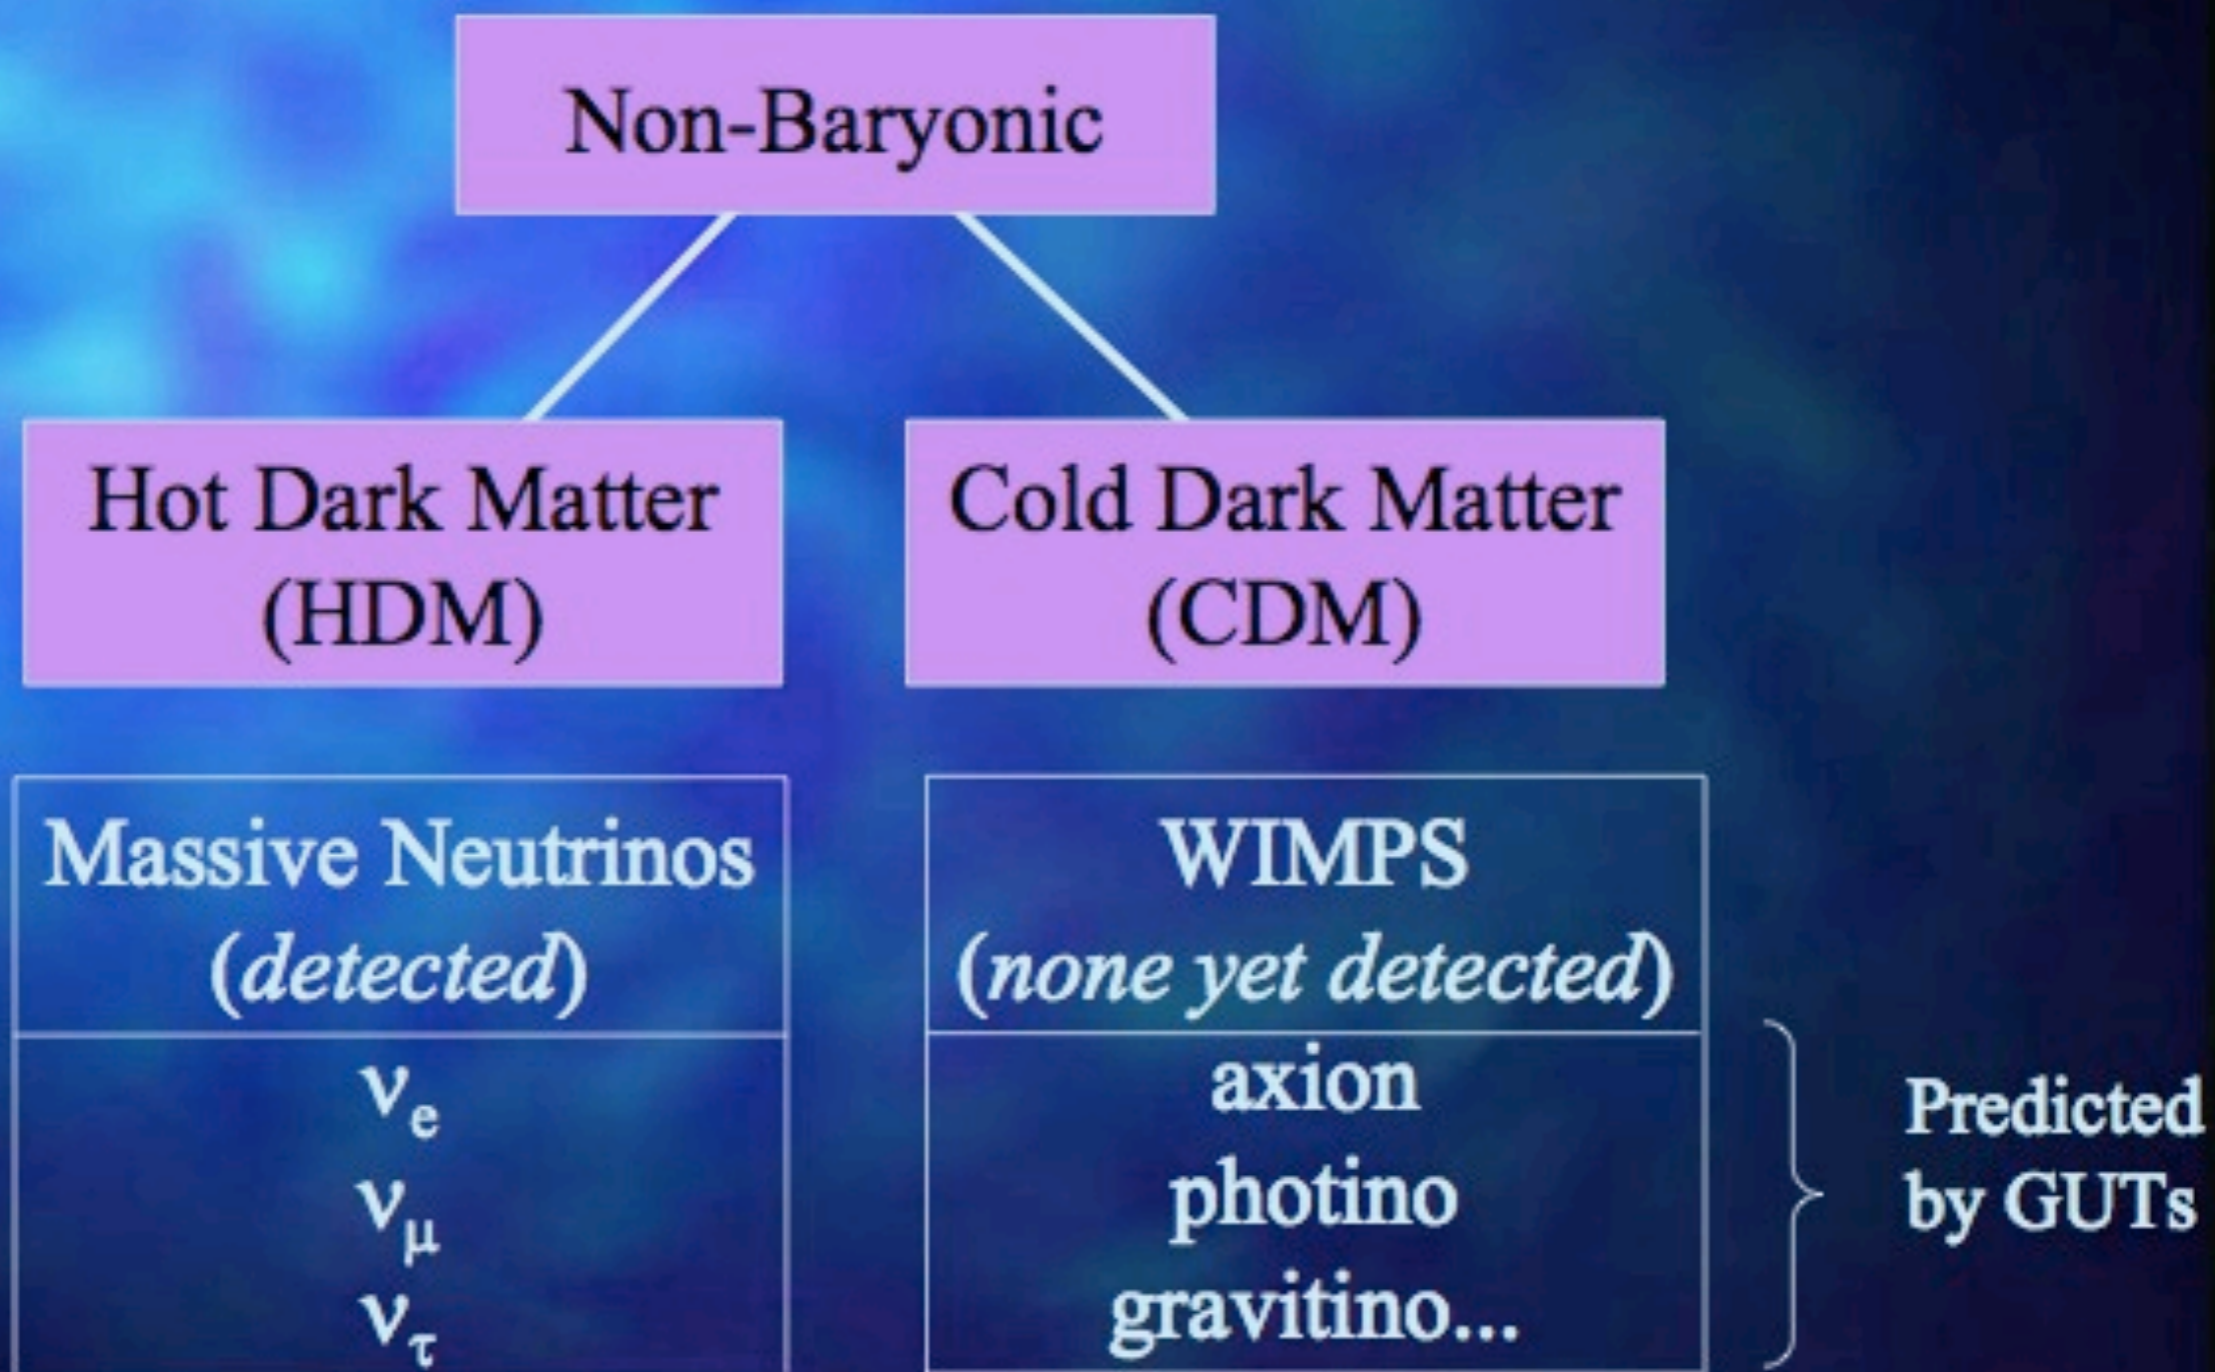 Non-Baryonic
Hot Dark Matter
(HDM)
Cold Dark Matter
(CDM)
Massive Neutrinos
(detected)
νe
νμ
ντ
WIMPS
(none yet detected)
axion
photino
gravitino...
Predicted
by GUTs